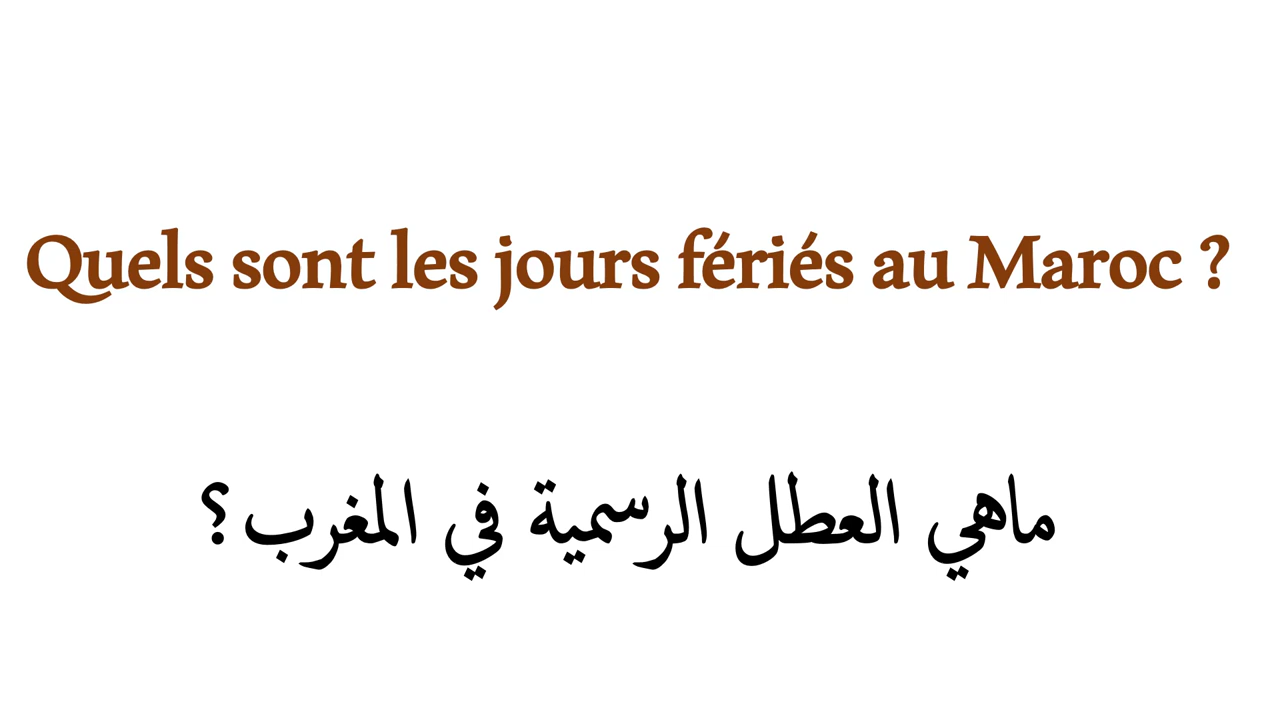 Quels sont les jours fériés au Maroc ?
ماهي العطل الرسمية في المغرب؟